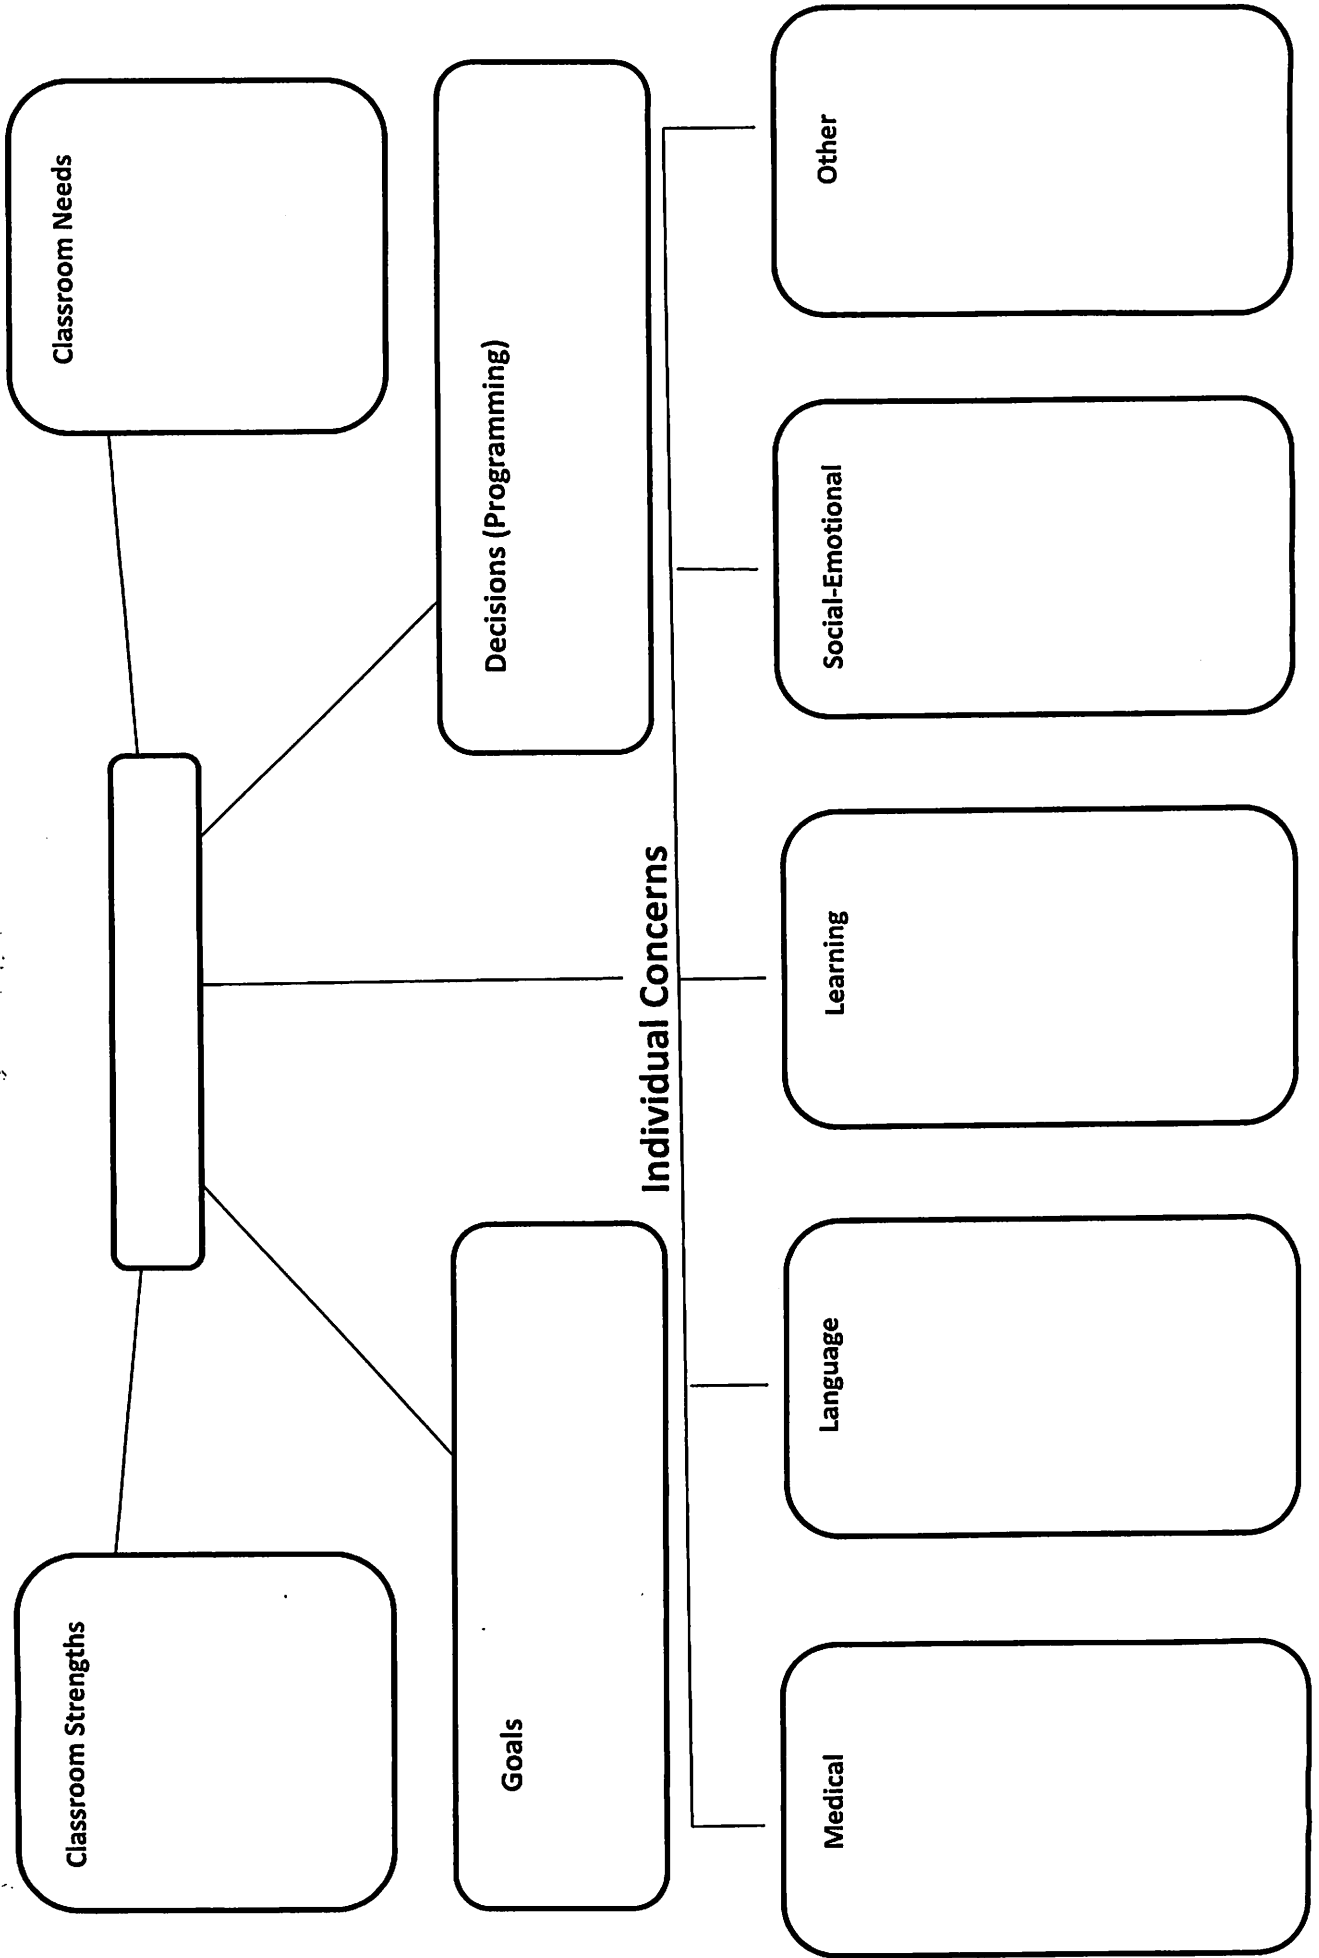 Classroom Strengths
Classroom Needs
Goals
Decisions (Programming)
Individual Concerns
Medical
Language
Learning
Social-Emotional
Other